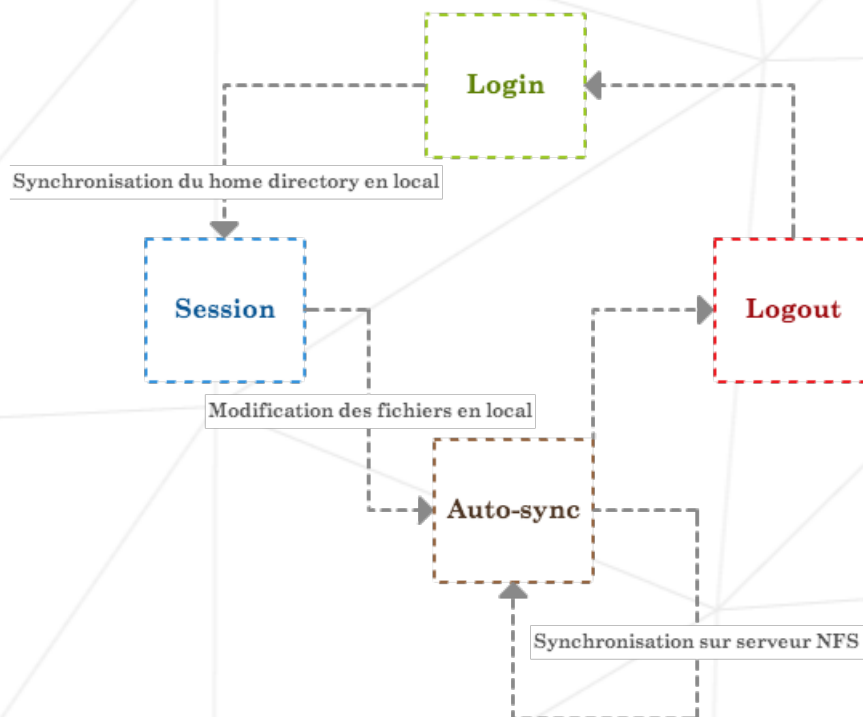 Login
Synchronisation du home directory en local
Session
Logout
Modification des fichiers en local
Auto-sync
Synchronisation sur serveur NFS